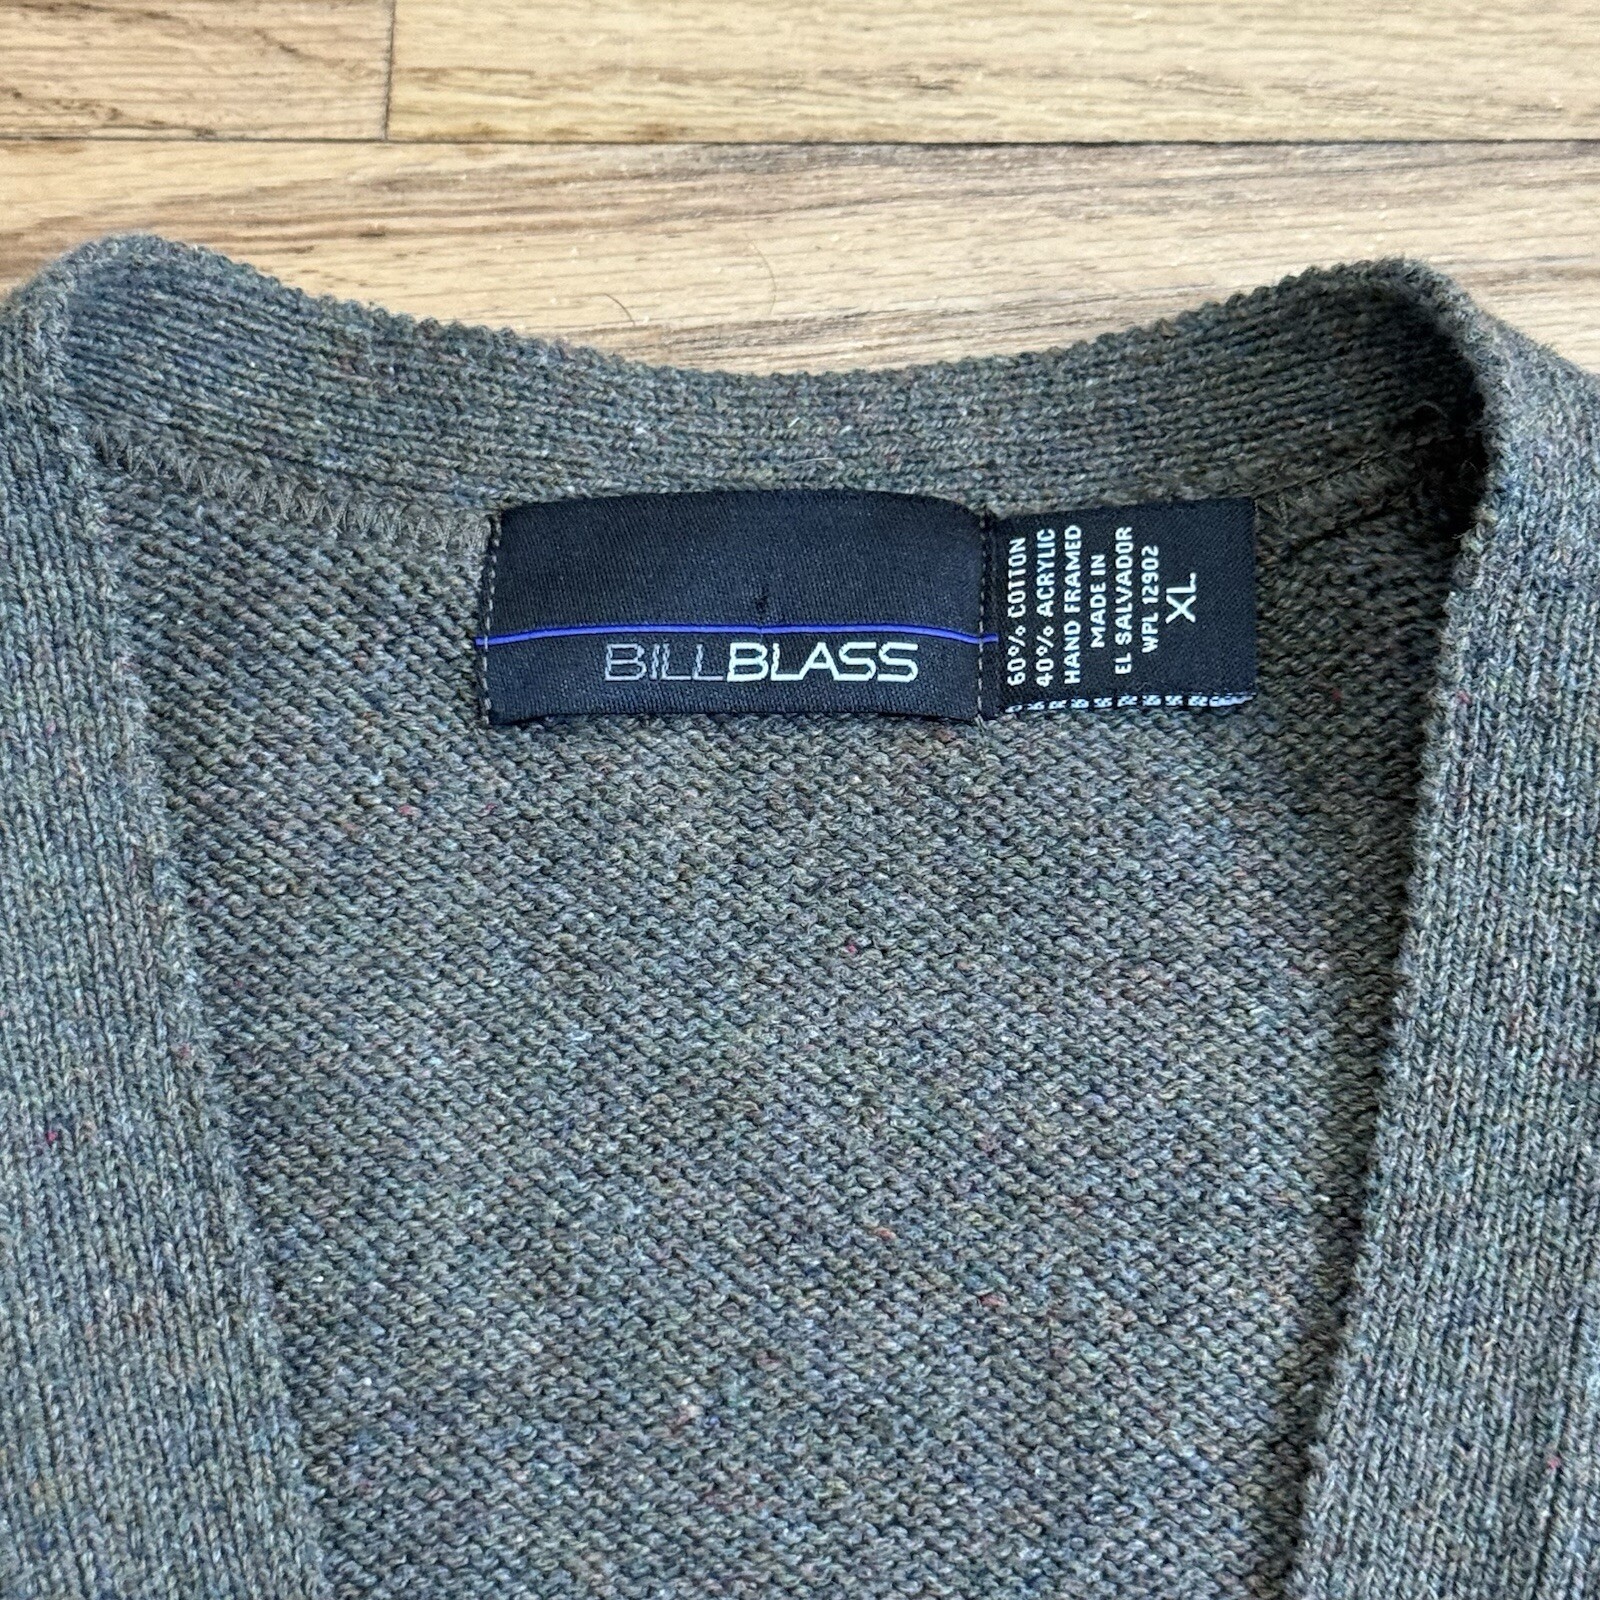 BILLBLASS
60% COTTON
40% ACRYLIC
HAND FRAMED
MADE IN
EL SALVADOR
WPL 12902
XL